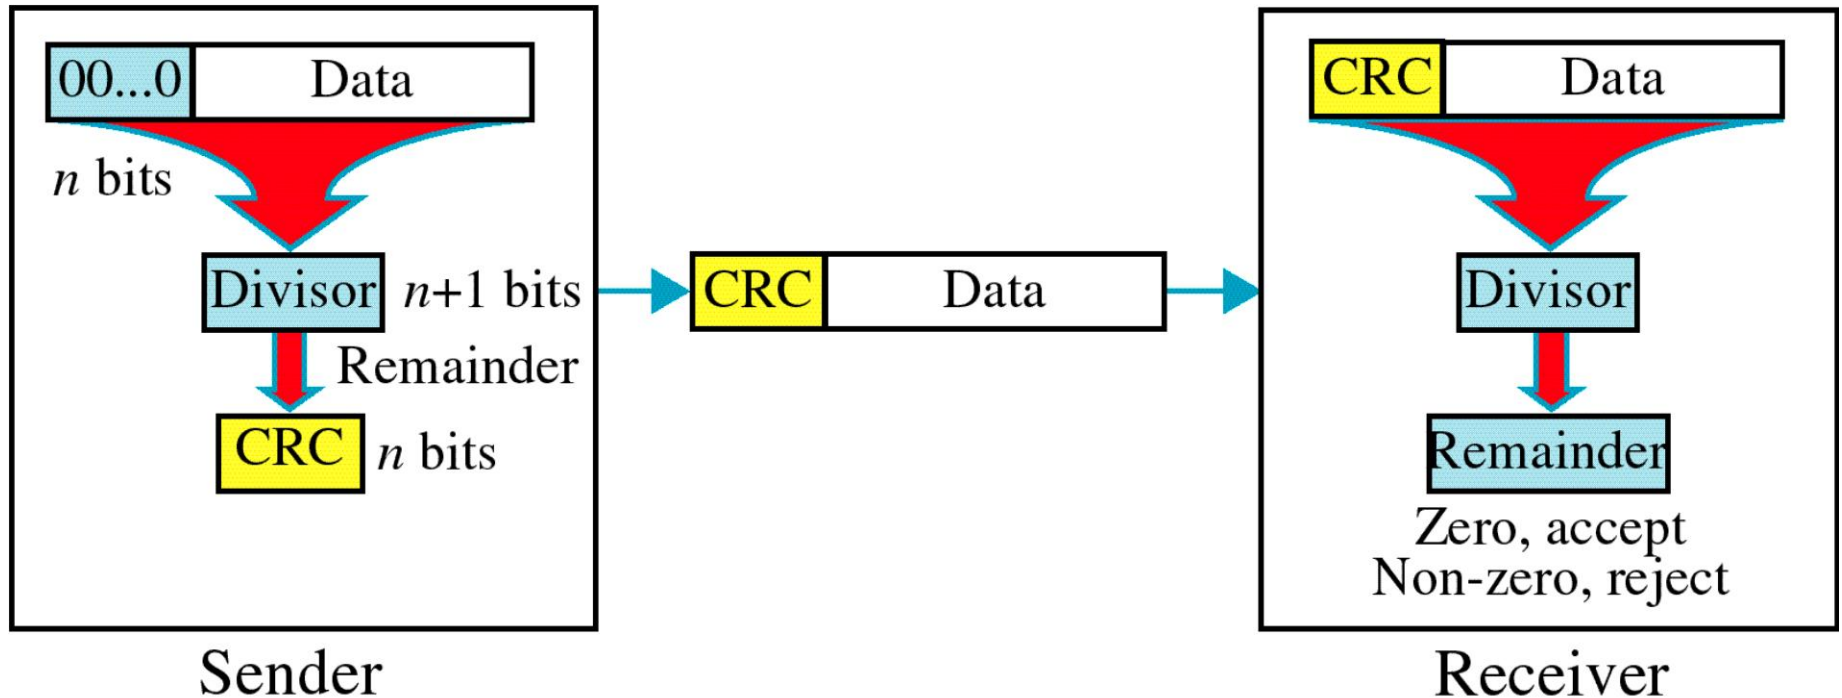 00...0 Data
n bits
Divisor n+1 bits
Remainder
CRC n bits
Sender
CRC Data
CRC Data
Divisor
Remainder
Zero, accept
Non-zero, reject
Receiver